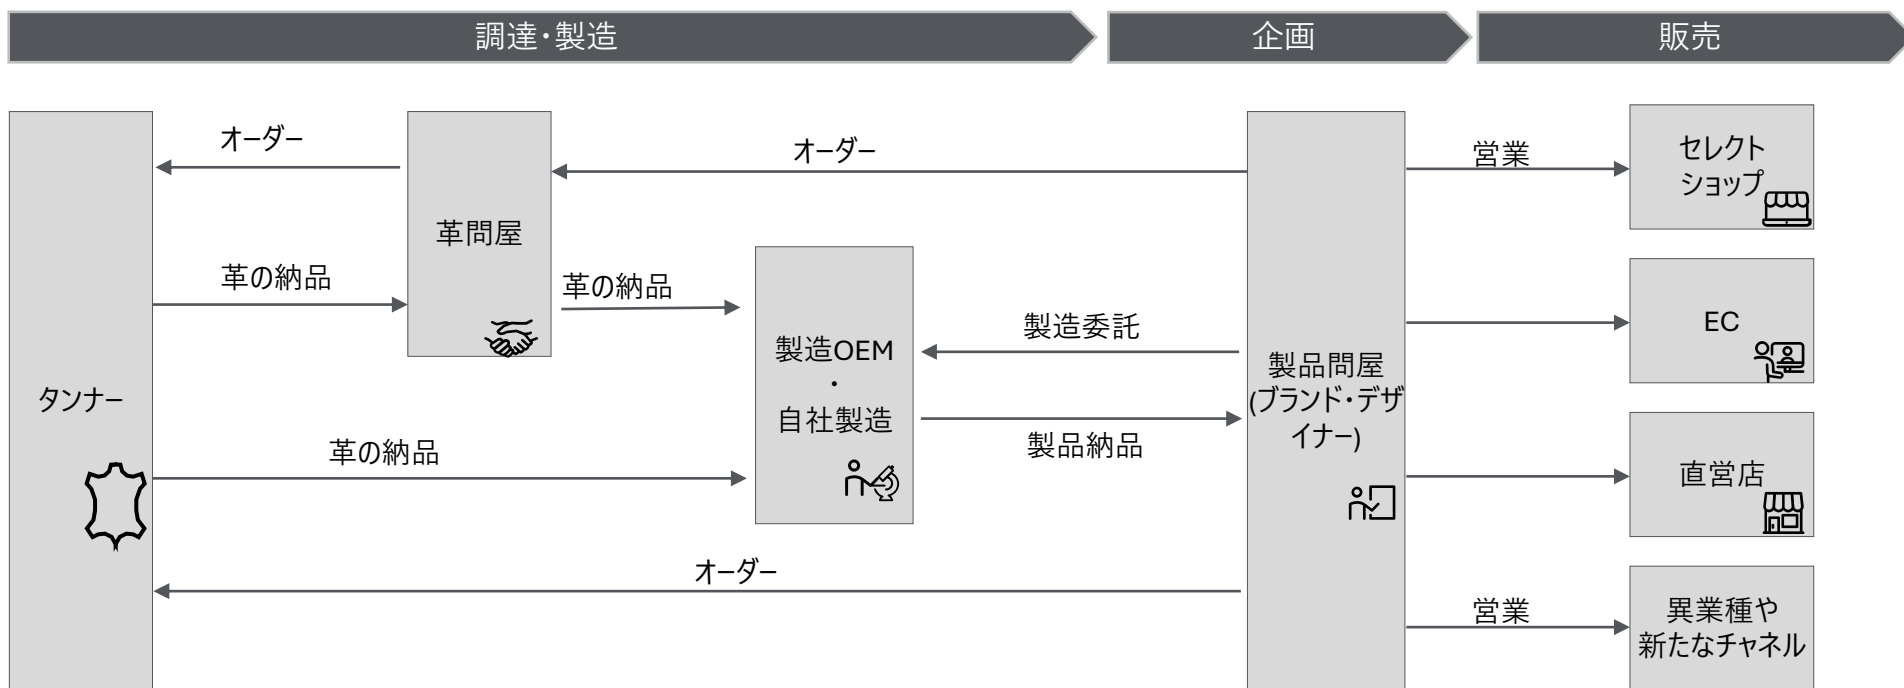 調達・製造
企画
販売
オーダー
オーダー
営業
セレクト
ショップ
革問屋
革の納品
革の納品
製造委託
EC
製造OEM
・
自社製造
製品問屋
(ブランド・デザ
イナー)
タンナー
革の納品
製品納品
直営店
オーダー
営業
異業種や
新たなチャネル